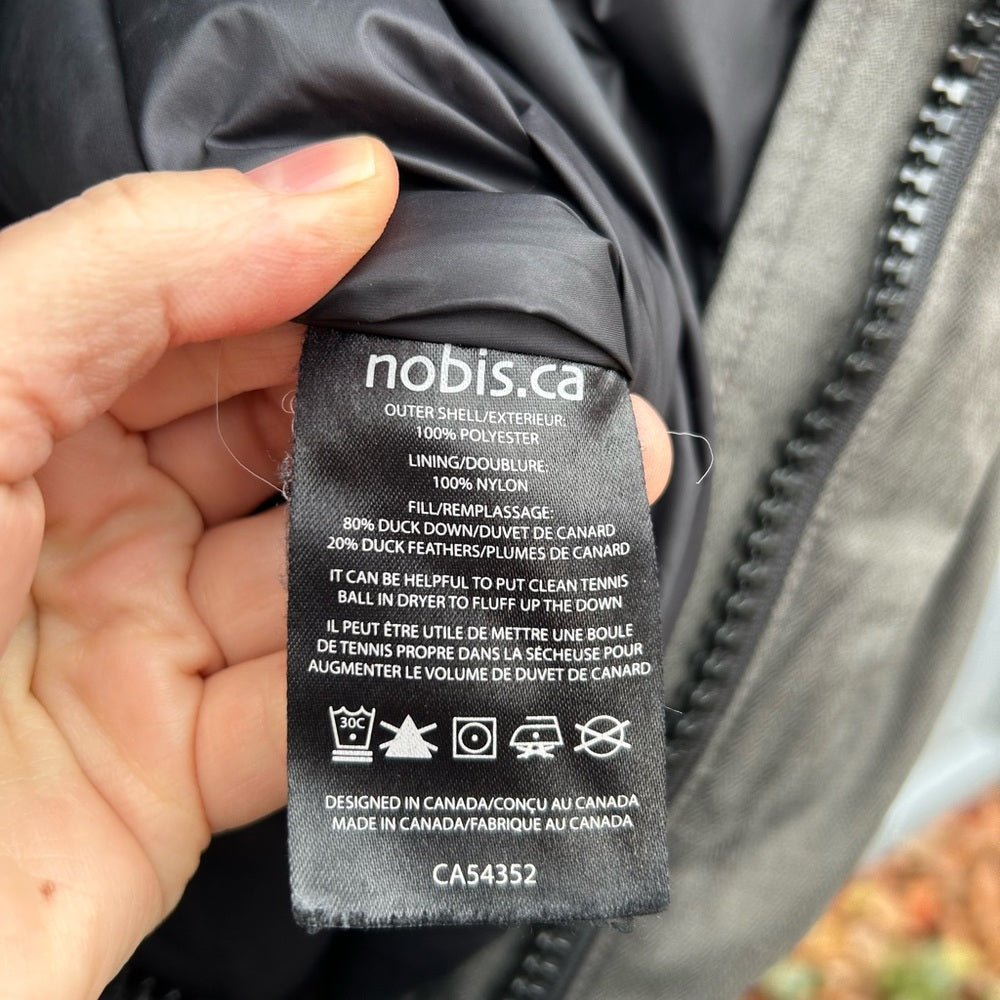 nobis.ca
OUTER SHELL/EXTERIEUR:
100% POLYESTER
LINING/DOUBLURE:
100% NYLON
FILL/REMPLASSAGE:
80% DUCK DOWN/DUVET DE CANARD
20% DUCK FEATHERS/PLUMES DE CANARD
IT CAN BE HELPFUL TO PUT CLEAN TENNIS
BALL IN DRYER TO FLUFF UP THE DOWN
IL PEUT ÊTRE UTILE DE METTRE UNE BOULE
DE TENNIS PROPRE DANS LA SÉCHEUSE POUR
AUGMENTER LE VOLUME DE DUVET DE CANARD
30C
DESIGNED IN CANADA/CONÇU AU CANADA
MADE IN CANADA/FABRIQUE AU CANADA
CA54352